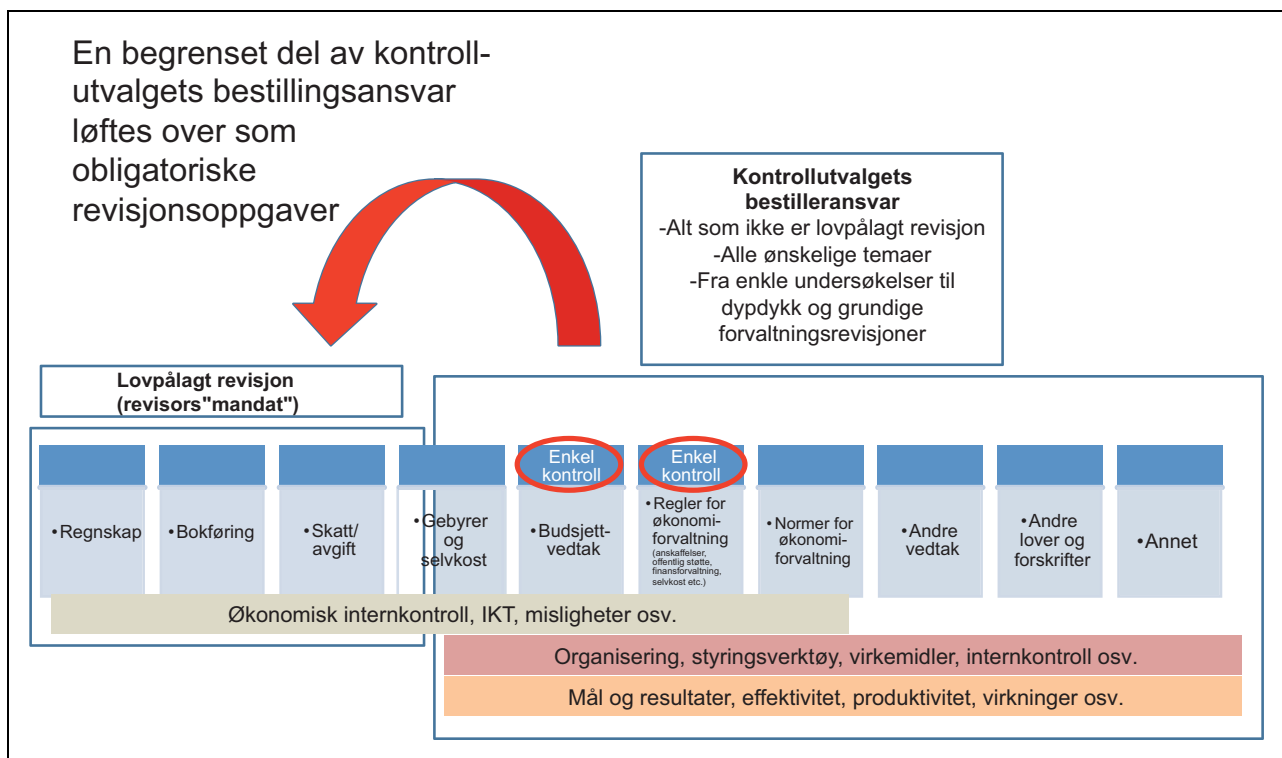 En begrenset del av kontroll-
utvalgets bestillingsansvar
løftes over som
obligatoriske
revisjonsoppgaver
Kontrollutvalgets
bestilleransvar
-Alt som ikke er lovpålagt revisjon
-Alle ønskelige temaer
-Fra enkle undersøkelser til
dypdykk og grundige
forvaltningsrevisjoner
Lovpålagt revisjon
(revisors"mandat")
Enkel
kontroll
Enkel
kontroll
•Regnskap
•Bokføring
•Skatt/
avgift
•Gebyrer
og
selvkost
•Budsjett-
vedtak
•Regler for
økonomi-
forvaltning
(anskaffelser,
offentlig støtte,
finansforvaltning,
selvkost etc.)
•Normer for
økonomi-
forvaltning
•Andre
vedtak
•Andre
lover og
forskrifter
•Annet
Økonomisk internkontroll, IKT, misligheter osv.
Organisering, styringsverktøy, virkemidler, internkontroll osv.
Mål og resultater, effektivitet, produktivitet, virkninger osv.